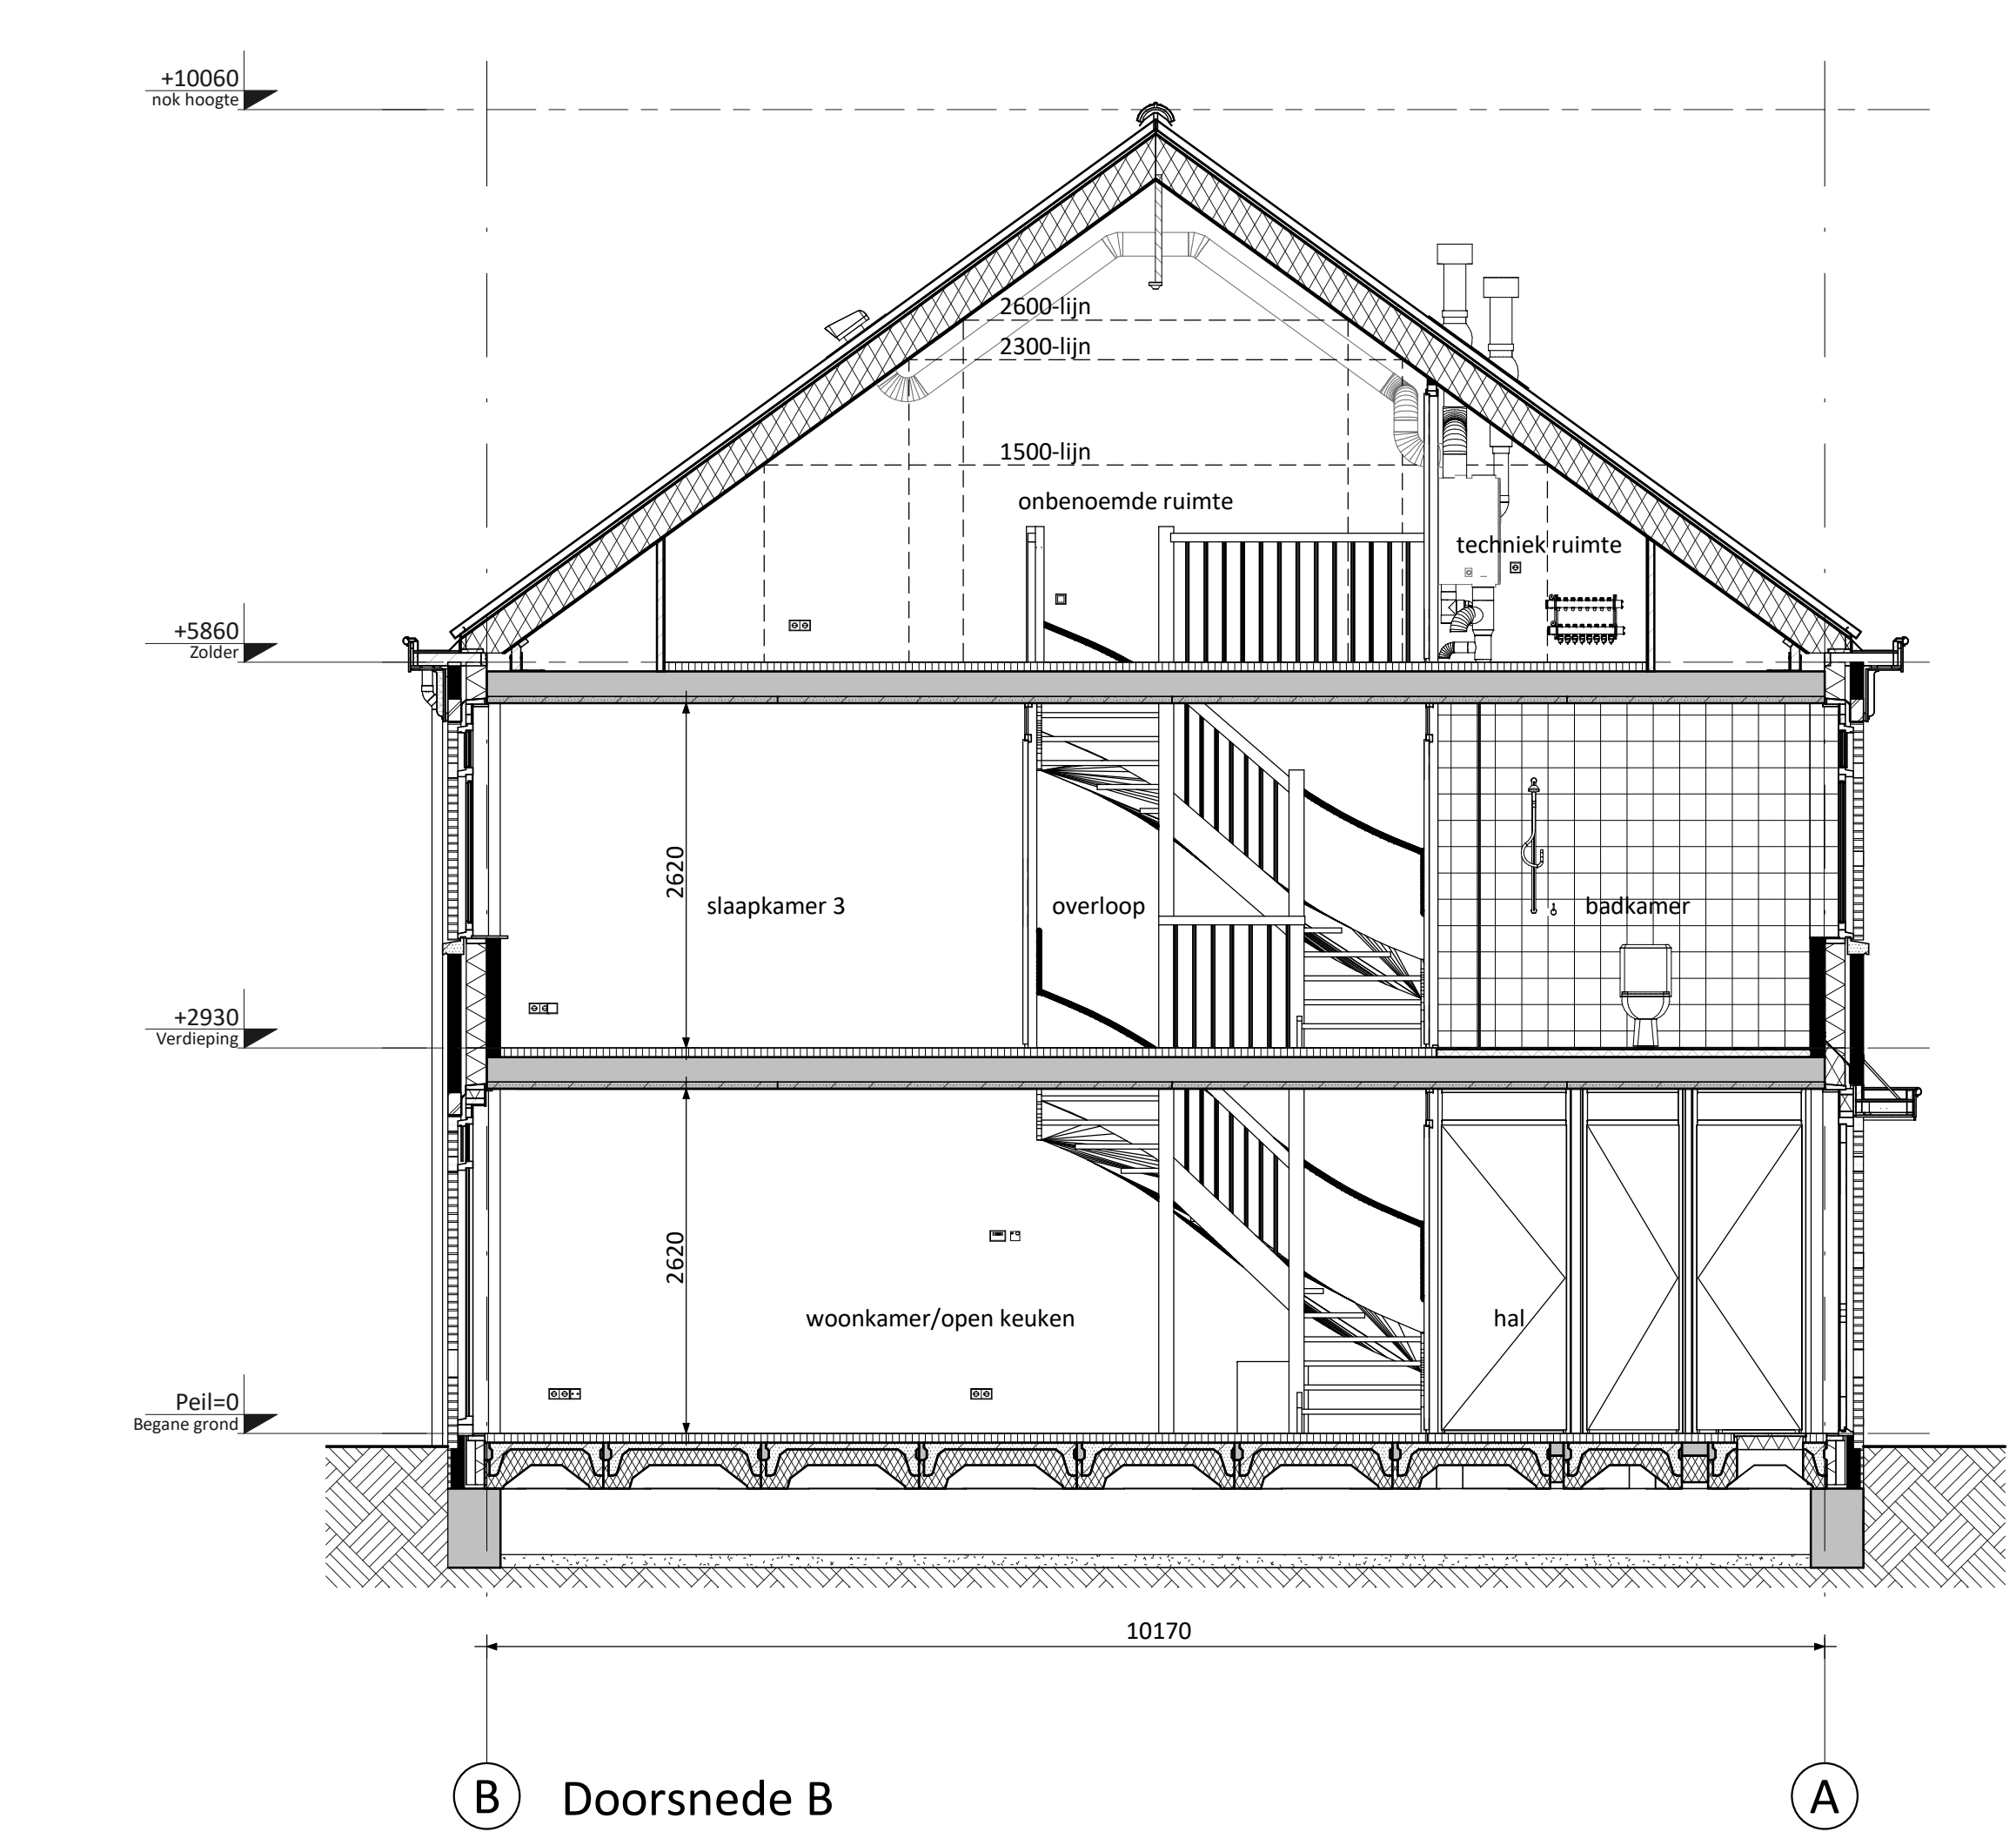 +10060
nok hoogte
2600-lijn
2300-lijn
1500-lijn
onbenoemde ruimte
techniek ruimte
+5860
Zolder
2620
slaapkamer 3
overloop
badkamer
+2930
Verdieping
2620
woonkamer/open keuken
hal
Peil=0
Begane grond
10170
B
Doorsnede B
A